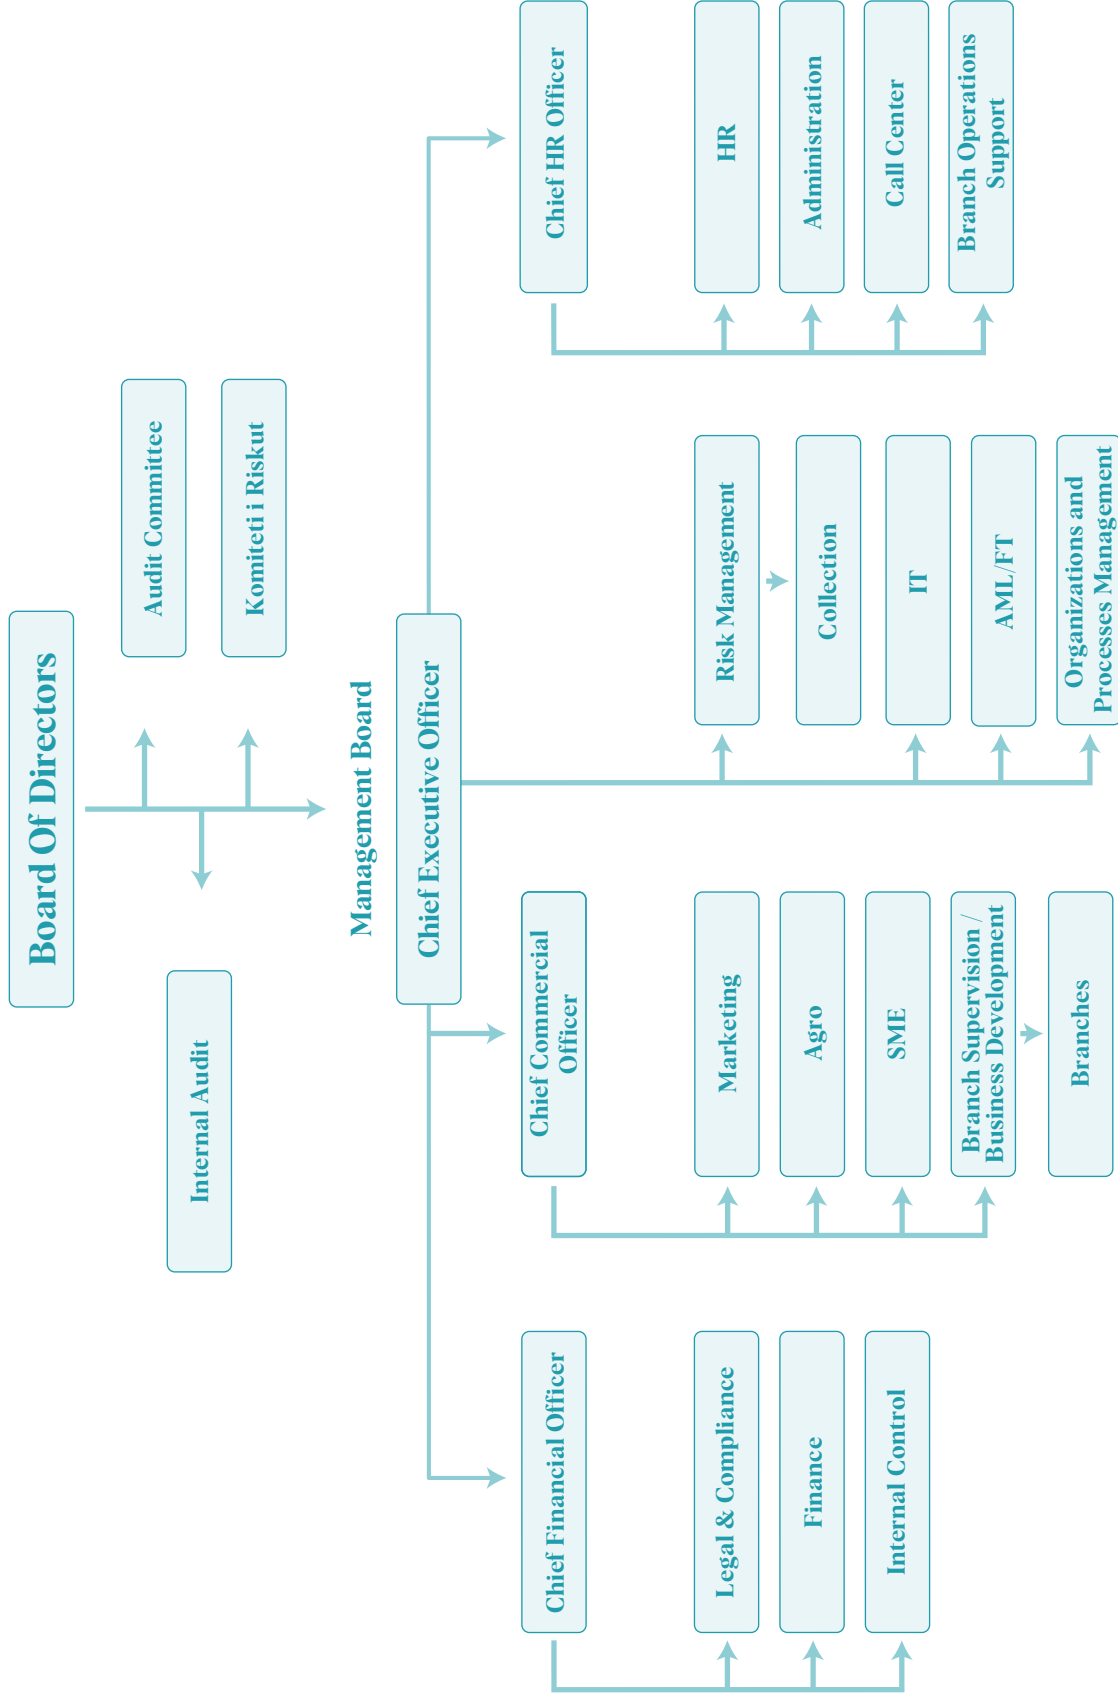 Board Of Directors
Internal Audit
Audit Committee
Komiteti i Riskut
Management Board
Chief Executive Officer
Chief Financial Officer
Legal & Compliance
Finance
Internal Control
Chief Commercial
Officer
Marketing
Agro
SME
Branch Supervision /
Business Development
Branches
Risk Management
Collection
IT
AML/FT
Organizations and
Processes Management
Chief HR Officer
HR
Administration
Call Center
Branch Operations
Support